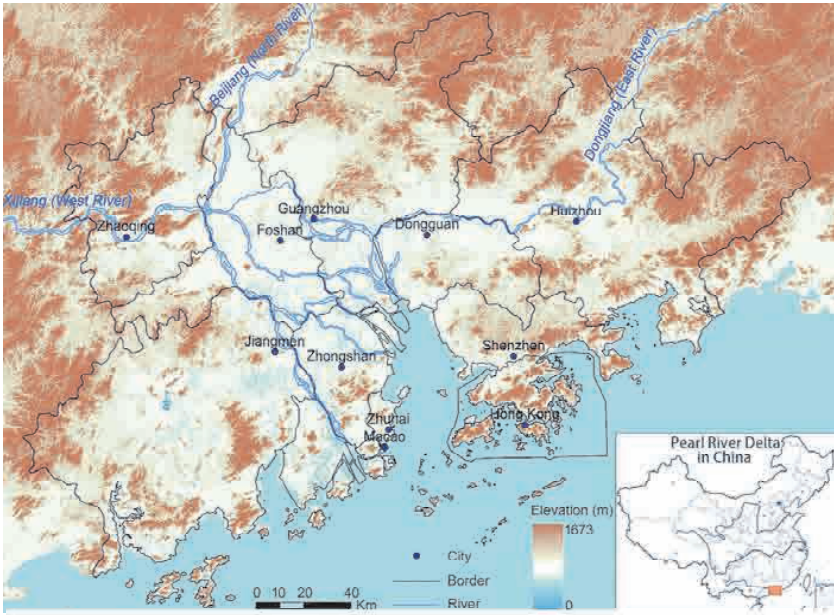 Beijiang (North River)
Dongjiang (East River)
Xijiang (West River)
Zhaoqing
Guangzhou
Foshan
Dongguan
Huizhou
Jiangmen
Zhongshan
Shenzhen
Zhuhai
Macao
Hong Kong
Pearl River Delta
in China
Elevation (m)
1673
0
City
Border
River
0 10 20 40
Km